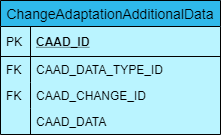 ChangeAdaptationAdditionalData
PK CAAD_ID
FK CAAD_DATA_TYPE_ID
FK CAAD_CHANGE_ID
CAAD_DATA